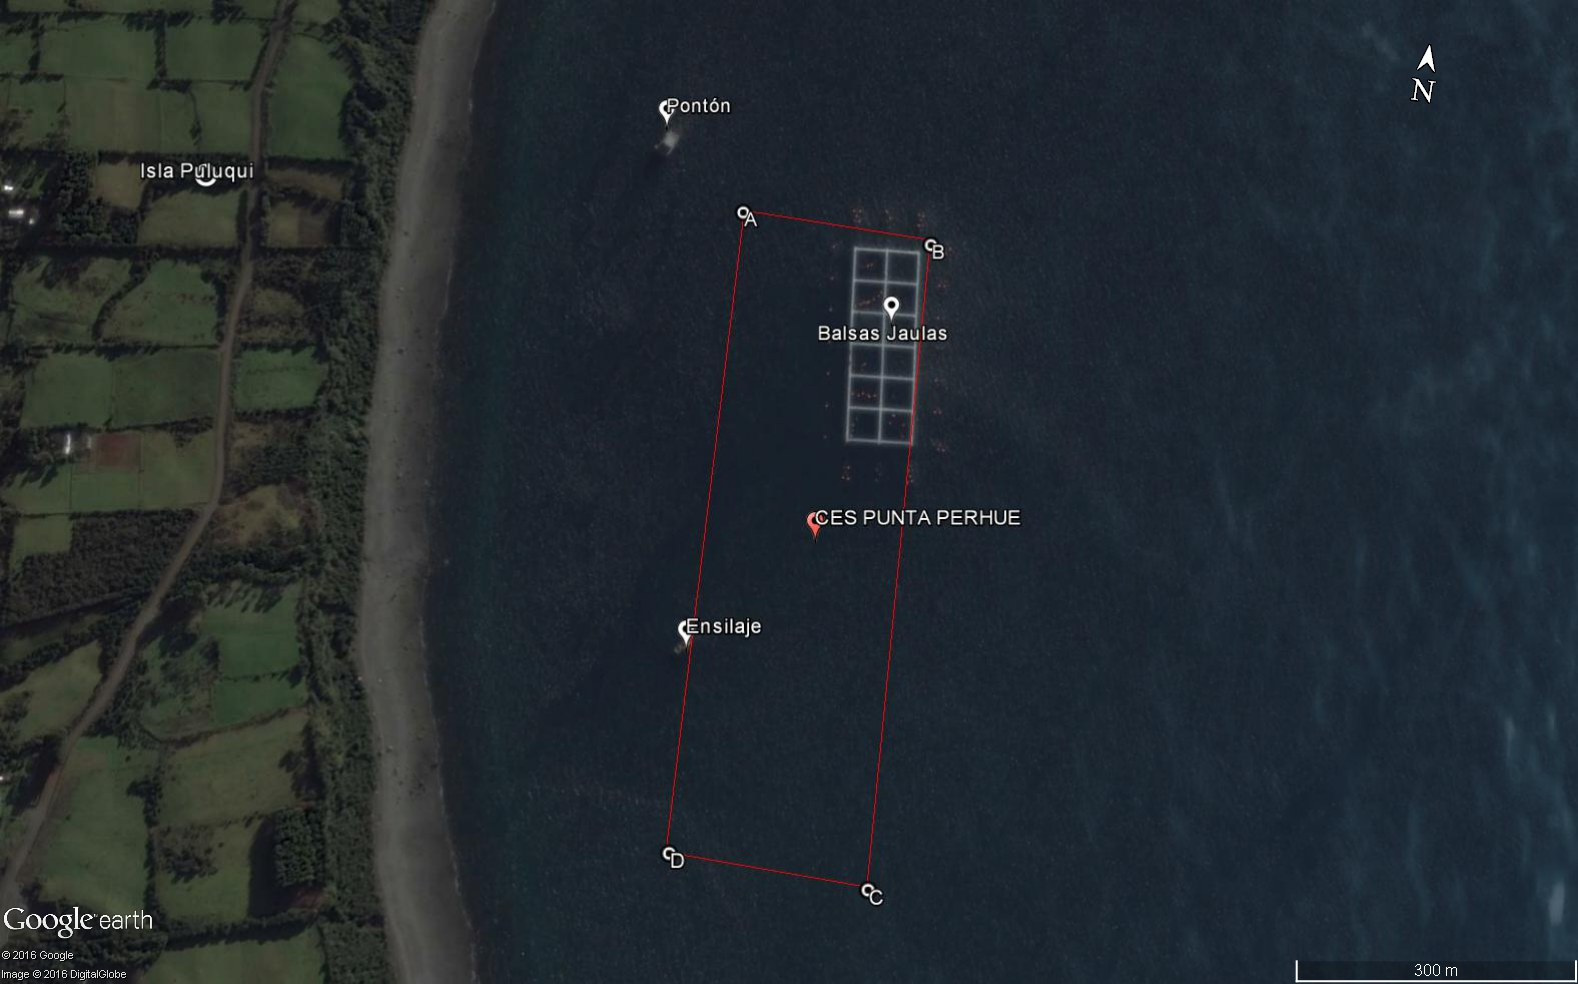 N
Pontón
Isla Puluqui
A
B
Balsas Jaulas
CES PUNTA PERHUE
Ensilaje
D
C
Google earth
© 2016 Google
Image © 2016 DigitalGlobe
300 m